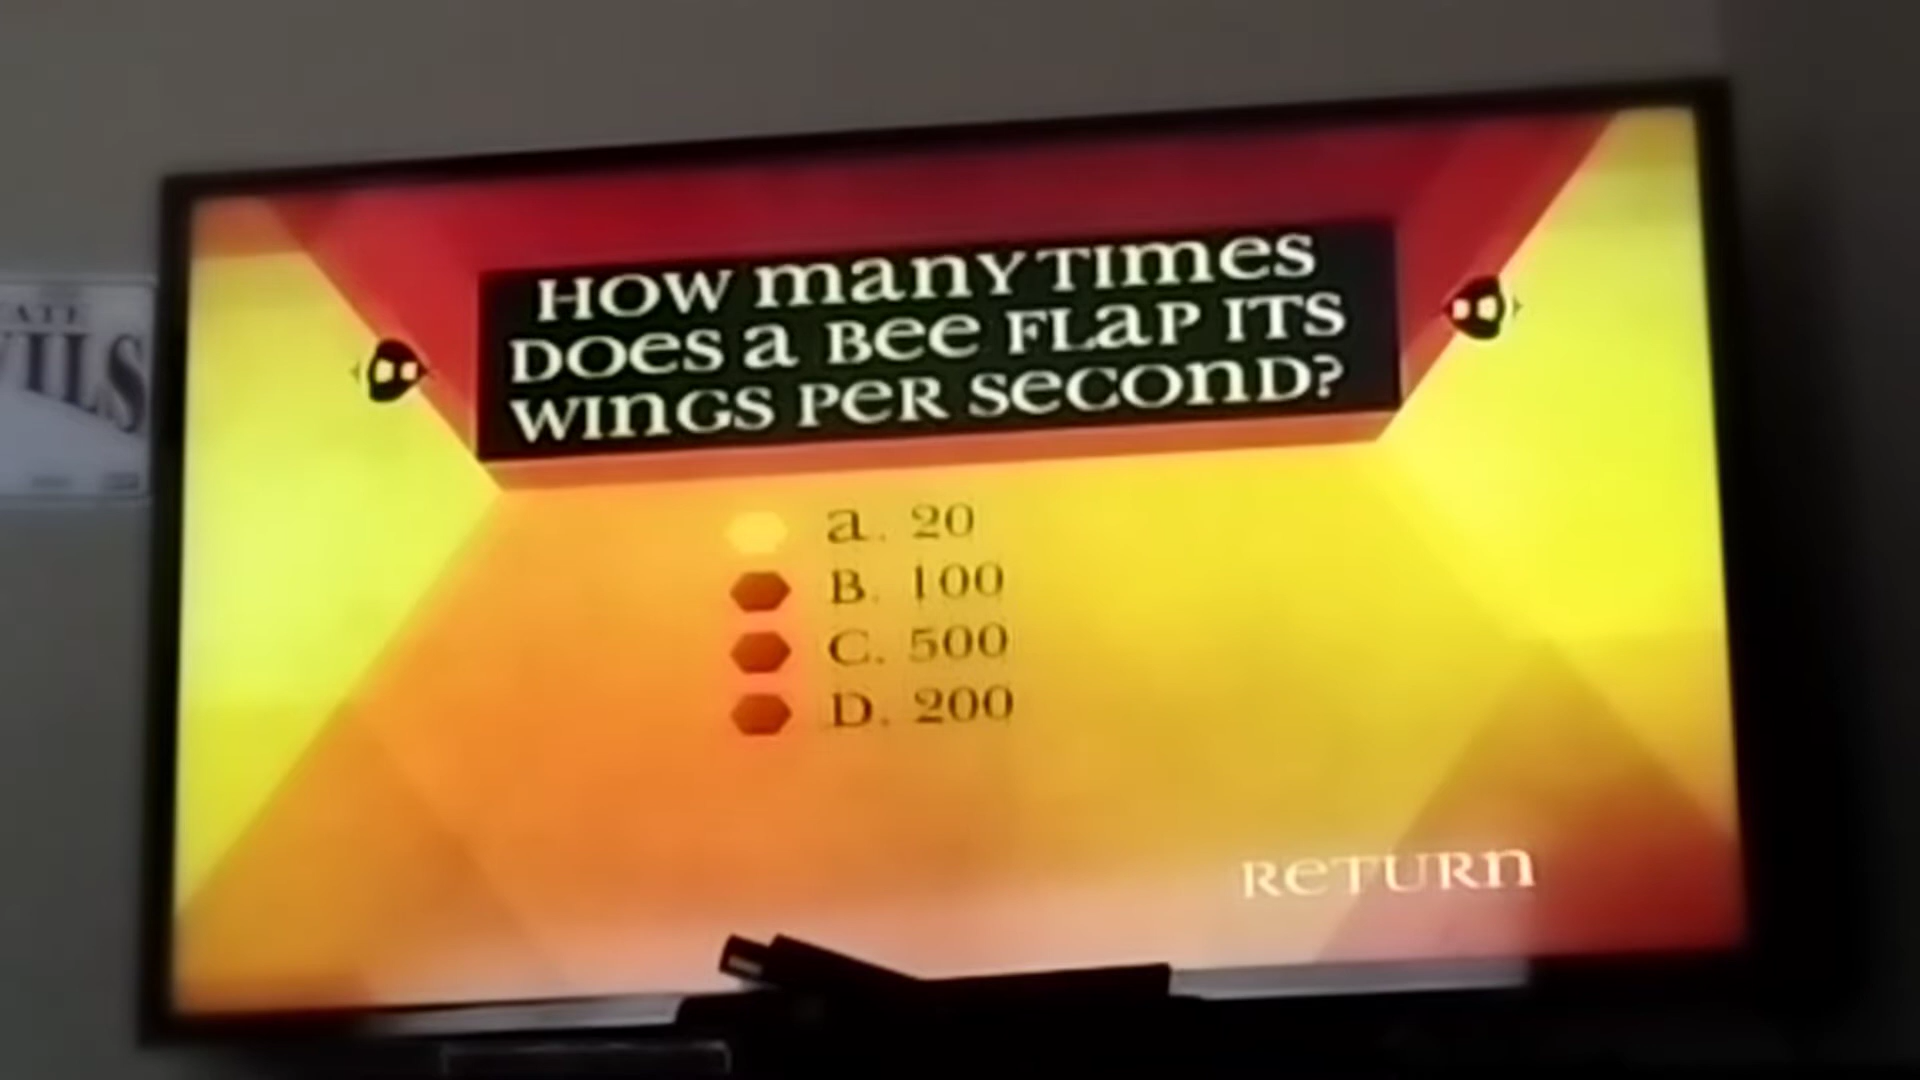 HOW many TIMES
DOES a BEE FLAP ITS
WINGS PER SECOND?
a. 20
B. 100
C. 500
D. 200
RETURN